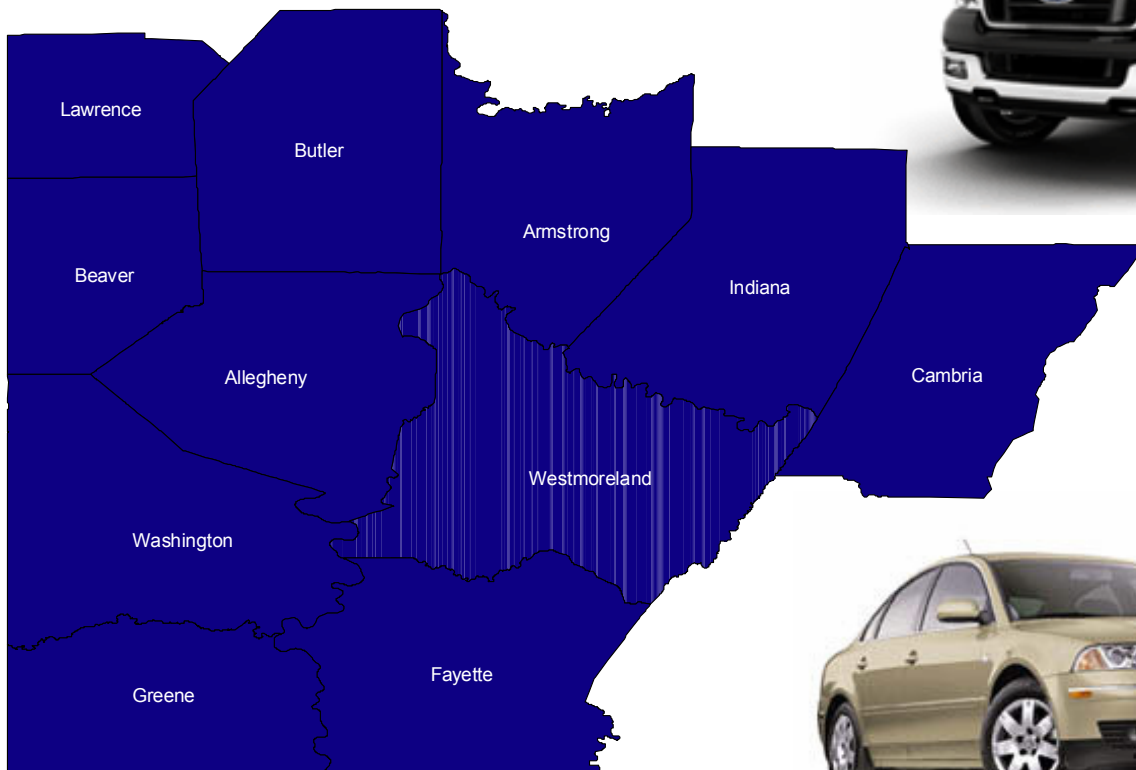 Lawrence
Butler
Armstrong
Beaver
Indiana
Allegheny
Cambria
Westmoreland
Washington
Fayette
Greene